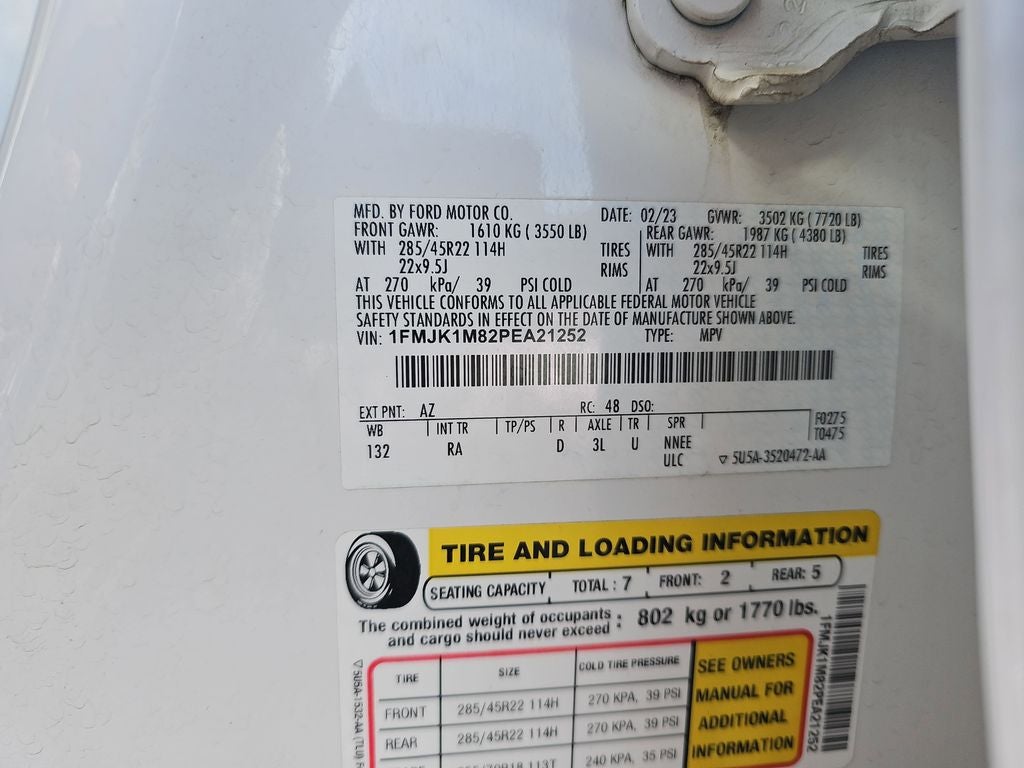 MFD. BY FORD MOTOR CO. DATE: 02/23 GVWR: 3502 KG ( 7720 LB)
FRONT GAWR: 1610 KG ( 3550 LB) REAR GAWR: 1987 KG ( 4380 LB)
WITH 285/45R22 114H TIRES WITH 285/45R22 114H TIRES
22x9.5J RIMS 22x9.5J RIMS
AT 270 kPa/ 39 PSI COLD AT 270 kPa/ 39 PSI COLD
THIS VEHICLE CONFORMS TO ALL APPLICABLE FEDERAL MOTOR VEHICLE
SAFETY STANDARDS IN EFFECT ON THE DATE OF MANUFACTURE SHOWN ABOVE.
VIN: 1FMJK1M82PEA21252 TYPE: MPV
EXT PNT: AZ RC: 48 DSO: F0275
WB INT TR TP/PS R AXLE TR SPR T0475
132 RA D 3L U NNEE
ULC 5U5A-3520472-AA
TIRE AND LOADING INFORMATION
SEATING CAPACITY TOTAL : 7 FRONT: 2 REAR: 5
The combined weight of occupants
and cargo should never exceed : 802 kg or 1770 lbs.
TIRE SIZE COLD TIRE PRESSURE
FRONT 285/45R22 114H 270 KPA, 39 PSI
REAR 285/45R22 114H 270 KPA, 39 PSI
240 KPA, 35 PSI
SEE OWNERS
MANUAL FOR
ADDITIONAL
INFORMATION
1FMJK1M82PEA21252
5U5A-1532-AA (TLU)